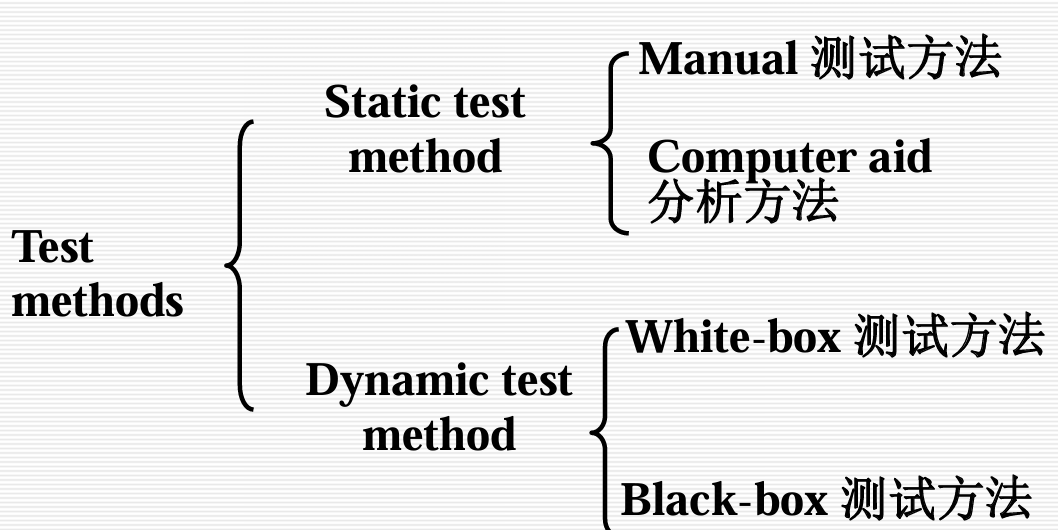 Test
methods
Static test
method
Manual 测试方法
Computer aid
分析方法
Dynamic test
method
White-box 测试方法
Black-box 测试方法